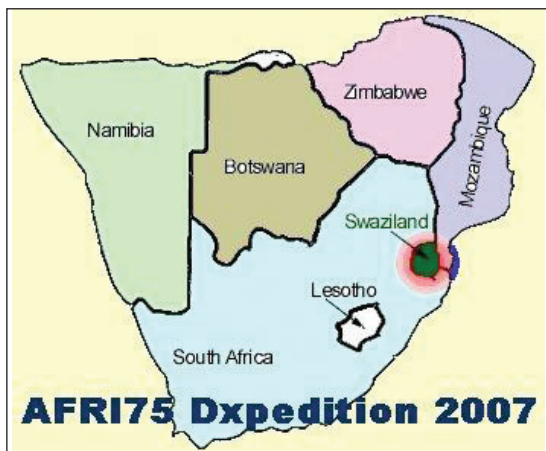 Zimbabwe
Namibia
Mozambique
Botswana
Swaziland
Lesotho
South Africa
AFRI75 Dxpedition 2007